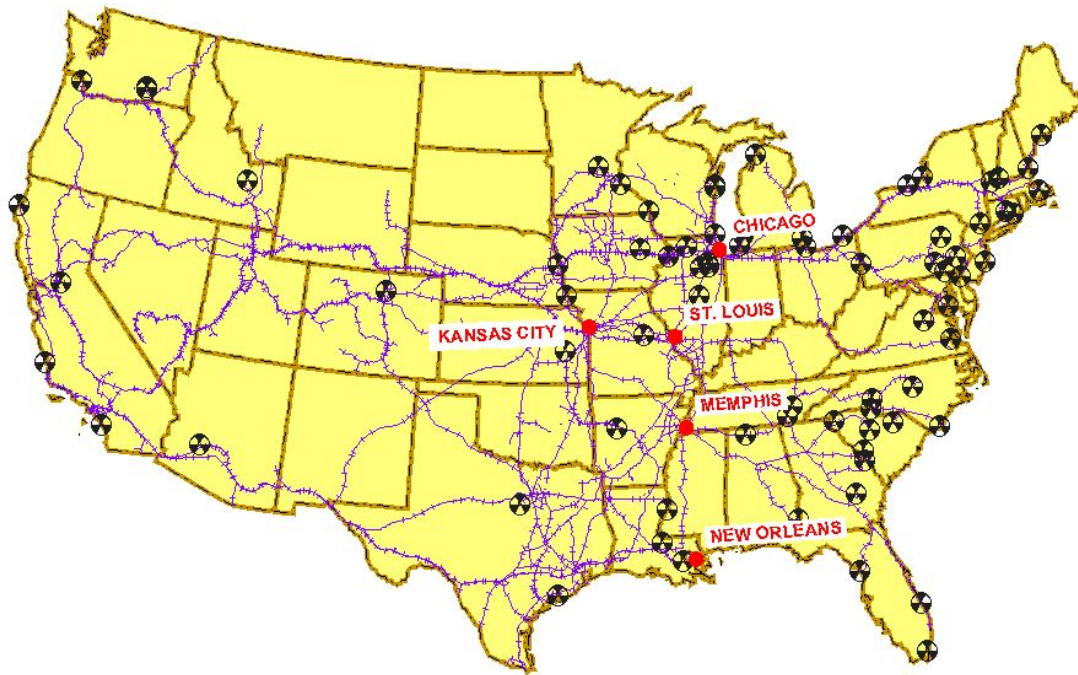 CHICAGO
ST. LOUIS
KANSAS CITY
MEMPHIS
NEW ORLEANS